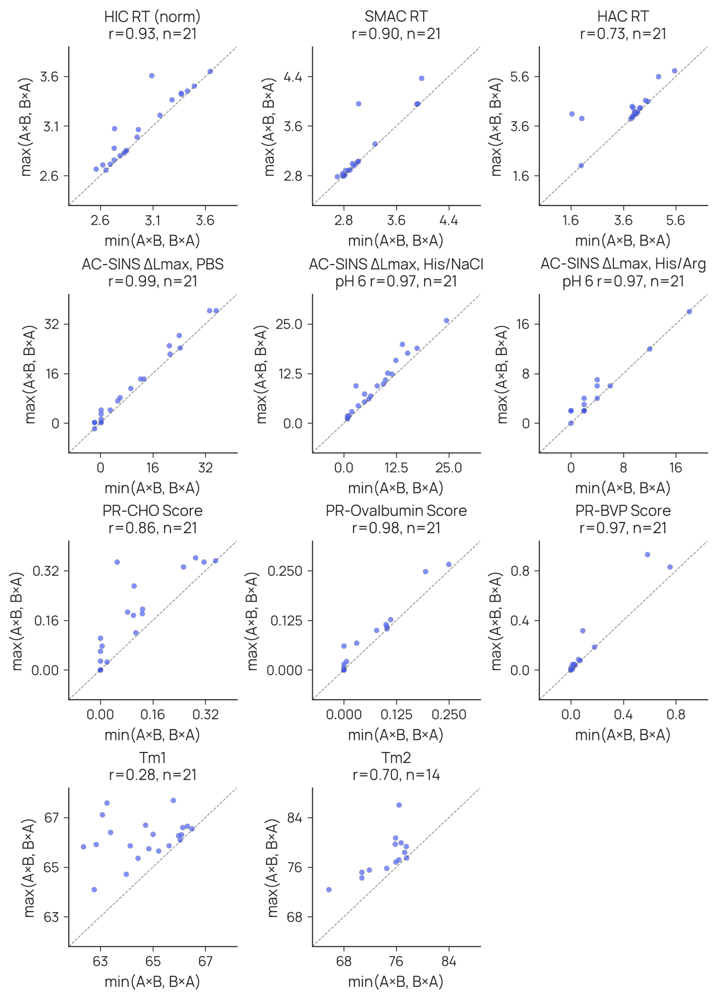 HIC RT (norm)
r=0.93, n=21
max(A×B, B×A)
3.6
3.1
2.6
2.6 3.1 3.6
min(A×B, B×A)
SMAC RT
r=0.90, n=21
max(A×B, B×A)
4.4
3.6
2.8
2.8 3.6 4.4
min(A×B, B×A)
HAC RT
r=0.73, n=21
max(A×B, B×A)
5.6
3.6
1.6
1.6 3.6 5.6
min(A×B, B×A)
AC-SINS ΔLmax, PBS
r=0.99, n=21
max(A×B, B×A)
32
16
0
0 16 32
min(A×B, B×A)
AC-SINS ΔLmax, His/NaCl
pH 6 r=0.97, n=21
max(A×B, B×A)
25.0
12.5
0.0
0.0 12.5 25.0
min(A×B, B×A)
AC-SINS ΔLmax, His/Arg
pH 6 r=0.97, n=21
max(A×B, B×A)
16
8
0
0 8 16
min(A×B, B×A)
PR-CHO Score
r=0.86, n=21
max(A×B, B×A)
0.32
0.16
0.00
0.00 0.16 0.32
min(A×B, B×A)
PR-Ovalbumin Score
r=0.98, n=21
max(A×B, B×A)
0.250
0.125
0.000
0.000 0.125 0.250
min(A×B, B×A)
PR-BVP Score
r=0.97, n=21
max(A×B, B×A)
0.8
0.4
0.0
0.0 0.4 0.8
min(A×B, B×A)
Tm1
r=0.28, n=21
max(A×B, B×A)
67
65
63
63 65 67
min(A×B, B×A)
Tm2
r=0.70, n=14
max(A×B, B×A)
84
76
68
68 76 84
min(A×B, B×A)